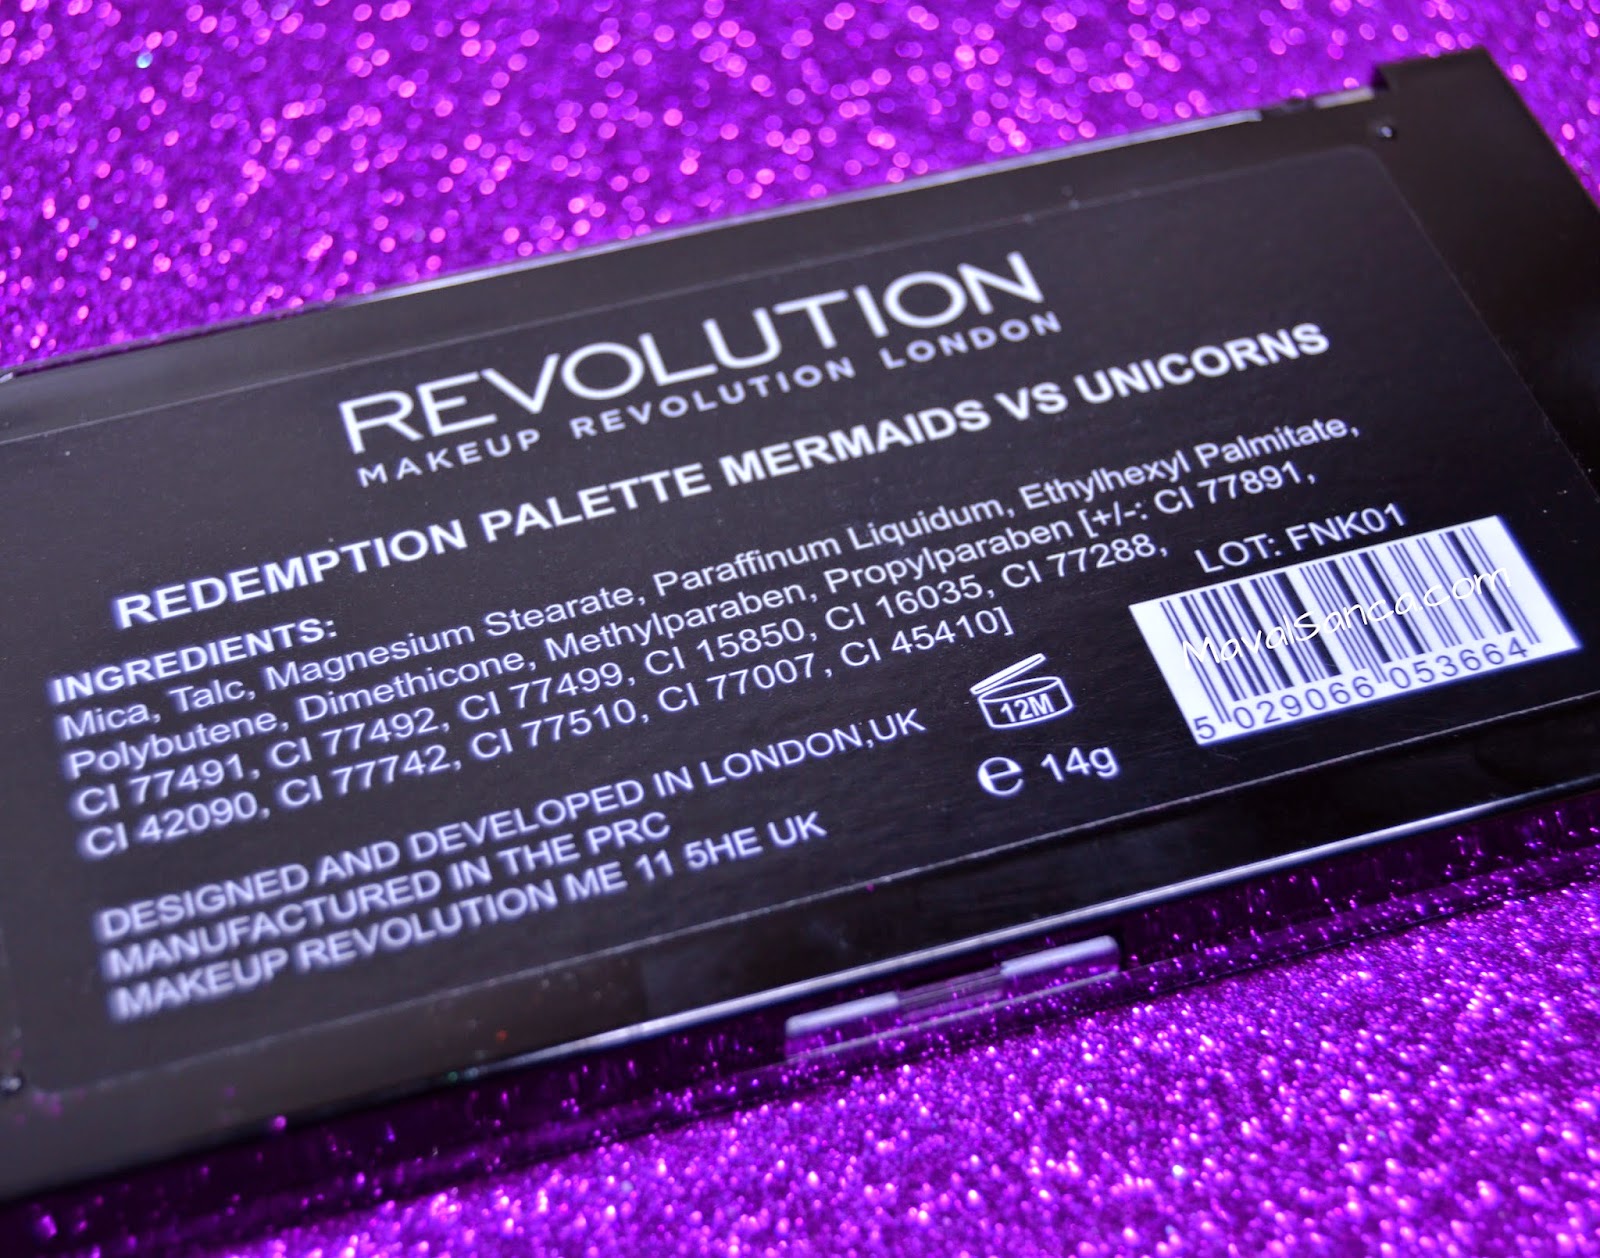 REVOLUTION
MAKEUP REVOLUTION LONDON
REDEMPTION PALETTE MERMAIDS VS UNICORNS
INGREDIENTS:
Mica, Talc, Magnesium Stearate, Paraffinum Liquidum, Ethylhexyl Palmitate,
Polybutene, Dimethicone, Methylparaben, Propylparaben [+/-: CI 77891,
CI 77491, CI 77492, CI 77499, CI 15850, CI 16035, CI 77288,
CI 42090, CI 77742, CI 77510, CI 77007, CI 45410]
DESIGNED AND DEVELOPED IN LONDON,UK
MANUFACTURED IN THE PRC
MAKEUP REVOLUTION ME 11 5HE UK
12M
e 14g
LOT: FNK01
MavalSanca.com
5 029066 053664